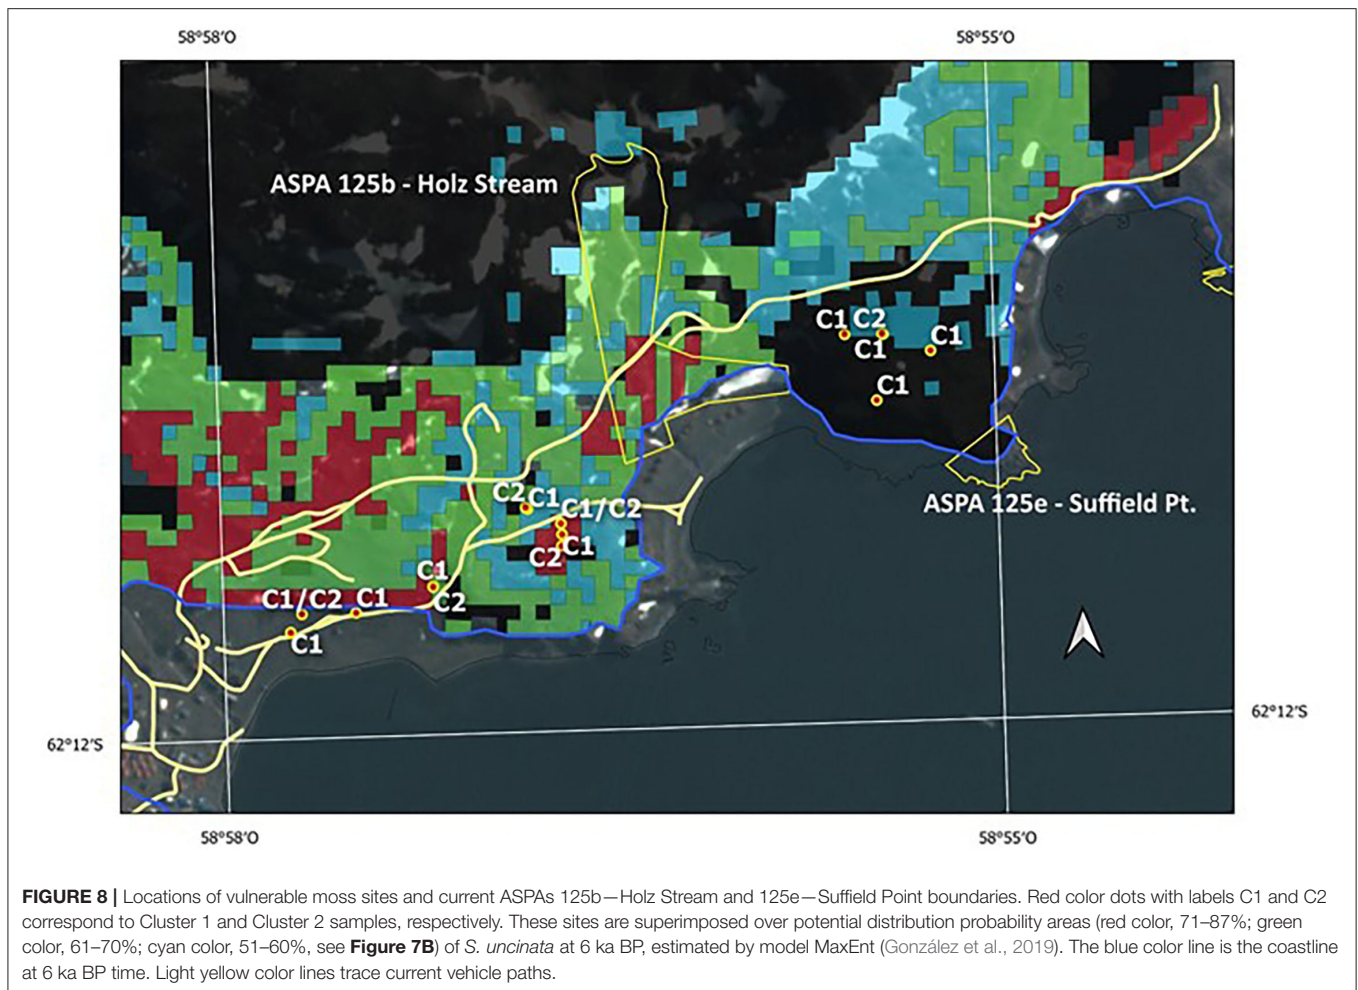 58°58'O 58°55'O
ASPA 125b - Holz Stream
C1 C2
C1
C1
C1
ASPA 125e - Suffield Pt.
C2 C1 C1/C2
C1
C2
C1
C2
C1/C2 C1
C1
62°12'S
62°12'S
58°58'O 58°55'O
FIGURE 8 | Locations of vulnerable moss sites and current ASPAs 125b—Holz Stream and 125e—Suffield Point boundaries. Red color dots with labels C1 and C2
correspond to Cluster 1 and Cluster 2 samples, respectively. These sites are superimposed over potential distribution probability areas (red color, 71–87%; green
color, 61–70%; cyan color, 51–60%, see Figure 7B) of S. uncinata at 6 ka BP, estimated by model MaxEnt (González et al., 2019). The blue color line is the coastline
at 6 ka BP time. Light yellow color lines trace current vehicle paths.